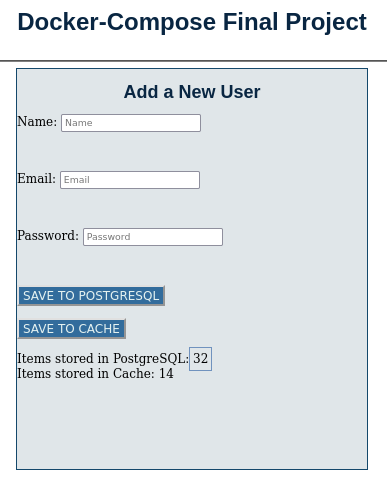 Docker-Compose Final Project
Add a New User
Name: Name
Email: Email
Password: Password
SAVE TO POSTGRESQL
SAVE TO CACHE
Items stored in PostgreSQL: 32
Items stored in Cache: 14